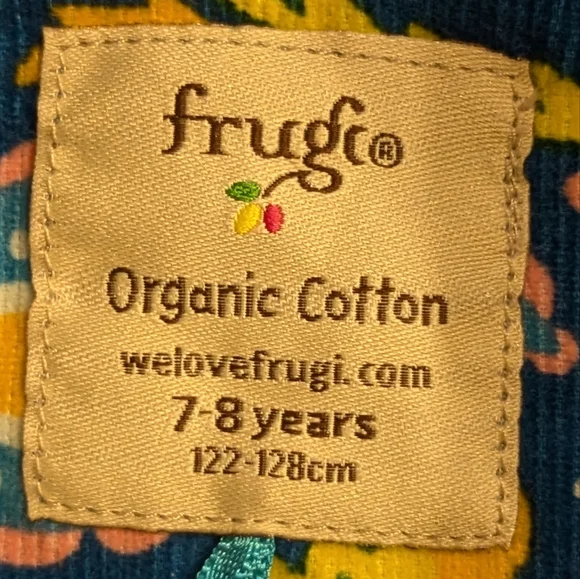 frugi®
Organic Cotton
welovefrugi.com
7-8 years
122-128cm